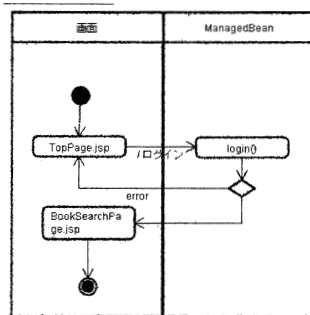 画面
ManagedBean
TopPage.jsp
/ログイン
login()
error
BookSearchPa
ge.jsp